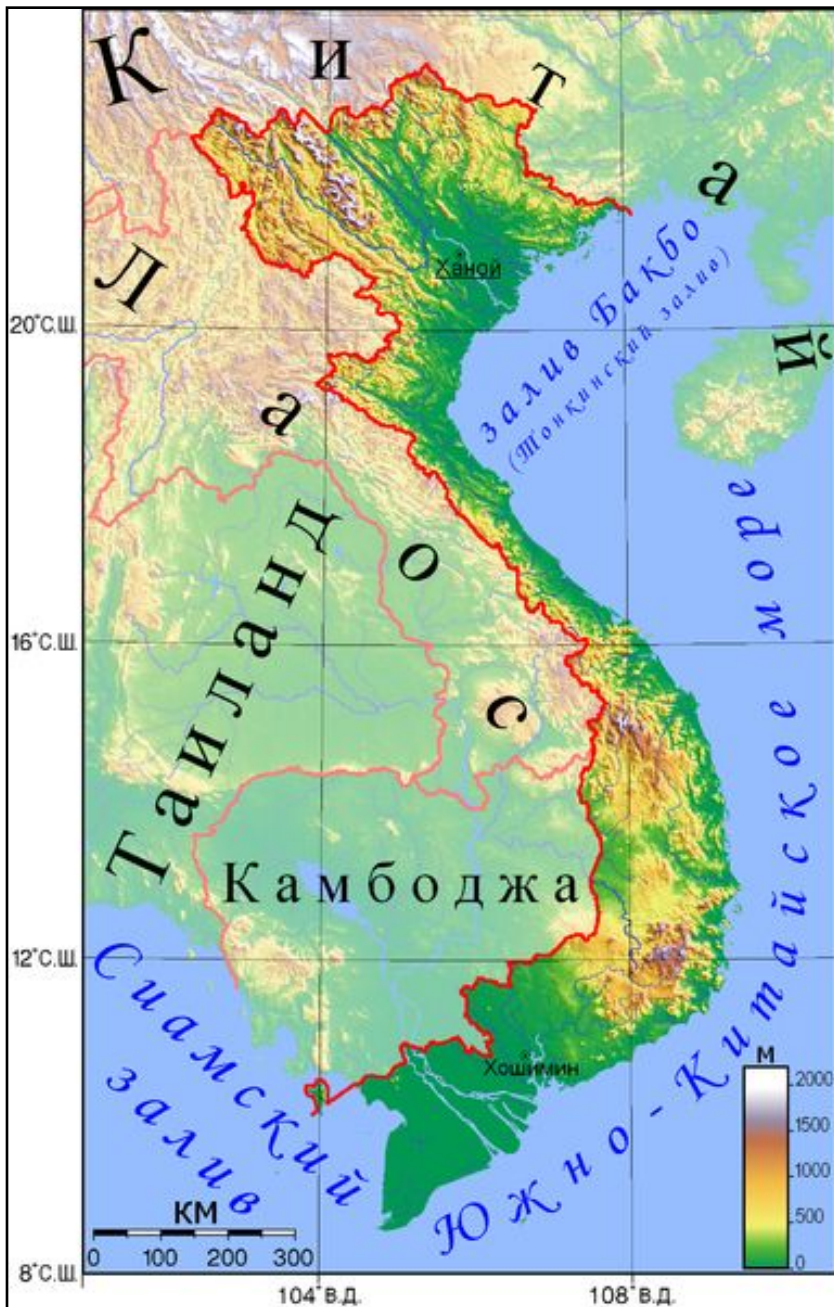 Китай
Ханой
Лаос
20°С.Ш.
залив Бакбо
(Тонкинский залив)
Таиланд
16°С.Ш.
Южно-Китайское море
Камбоджа
12°С.Ш.
Сиамский
залив
Хошимин
М
2000
1500
1000
500
0
КМ
0 100 200 300
8°С.Ш.
104°В.Д. 108°В.Д.